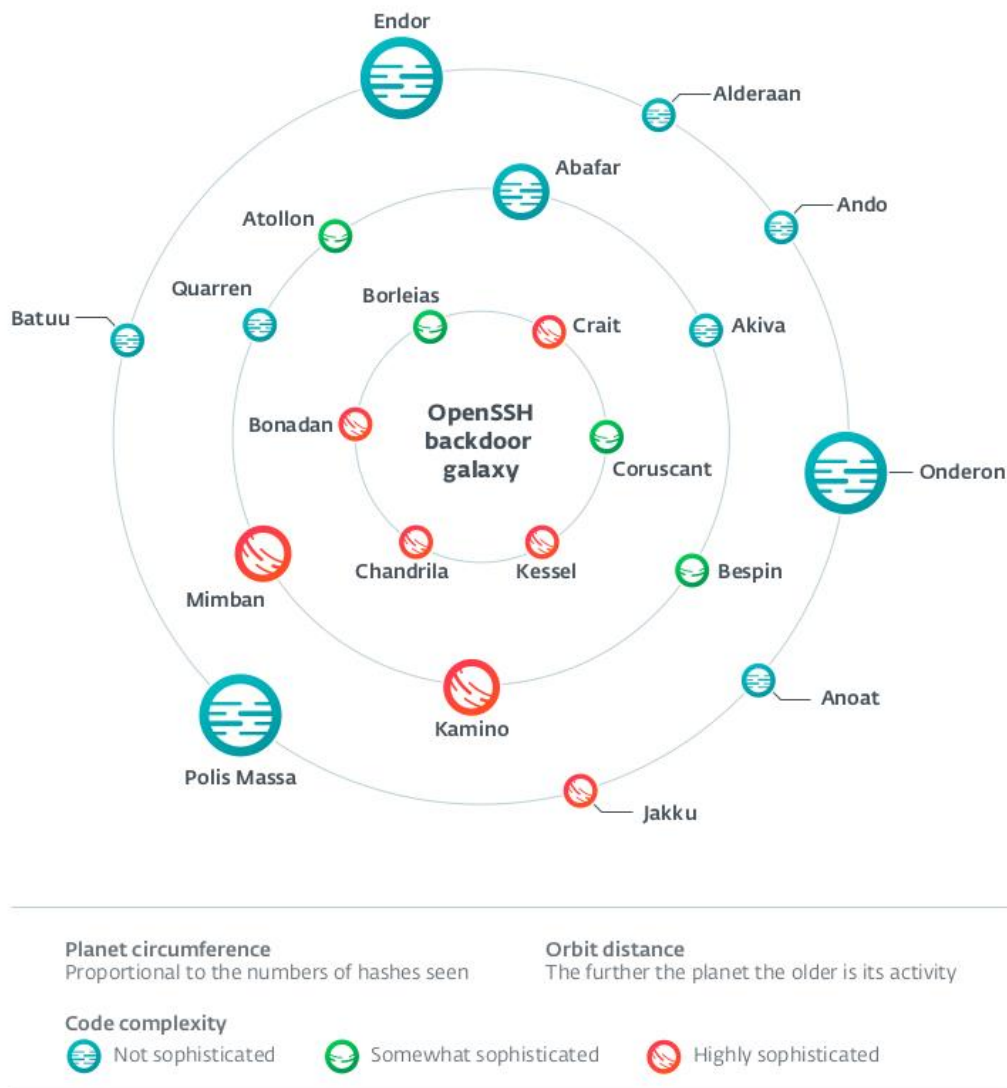 Endor
Alderaan
Abafar
Ando
Atollon
Quarren
Borleias
Batuu
Crait
Akiva
OpenSSH
backdoor
galaxy
Bonadan
Coruscant
Onderon
Chandrila
Kessel
Bespin
Mimban
Anoat
Kamino
Polis Massa
Jakku
Planet circumference
Proportional to the numbers of hashes seen
Orbit distance
The further the planet the older is its activity
Code complexity
Not sophisticated
Somewhat sophisticated
Highly sophisticated